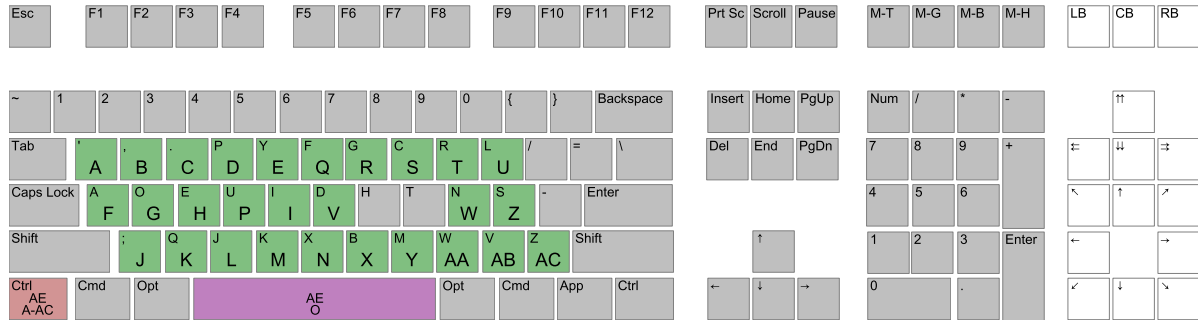 Esc F1 F2 F3 F4 F5 F6 F7 F8 F9 F10 F11 F12 Prt Sc Scroll Pause M-T M-G M-B M-H LB CB RB
~ 1 2 3 4 5 6 7 8 9 0 { } Backspace Insert Home PgUp Num / * - ⇈
Tab ' , . P Y F G C R L / = \ Del End PgDn 7 8 9 + ⇇ ⇊ ⇉
A B C D E Q R S T U
Caps Lock A O E U I D H T N S - Enter 4 5 6 ↖ ↑ ↗
F G H P I V W Z
Shift ; Q J K X B M W V Z Shift ↑ 1 2 3 Enter ← →
J K L M N X Y AA AB AC
Ctrl Cmd Opt AE Opt Cmd App Ctrl ← ↓ → 0 . ↙ ↓ ↘
AE
A-AC O